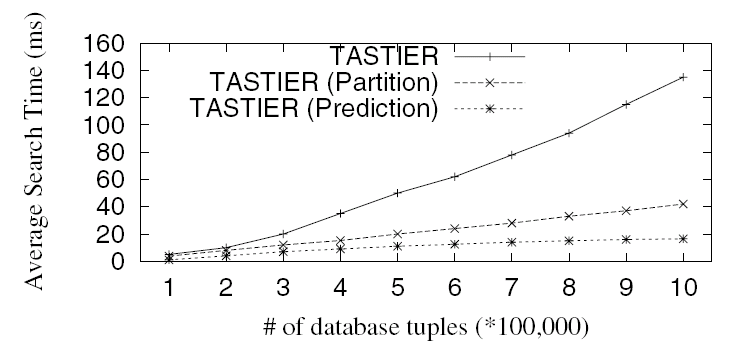 Average Search Time (ms)
160
140
120
100
80
60
40
20
0
TASTIER
TASTIER (Partition)
TASTIER (Prediction)
1 2 3 4 5 6 7 8 9 10
# of database tuples (*100,000)